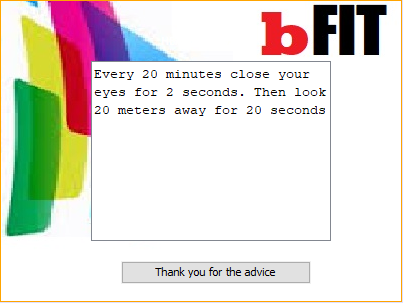 bFIT
Every 20 minutes close your
eyes for 2 seconds. Then look
20 meters away for 20 seconds
Thank you for the advice